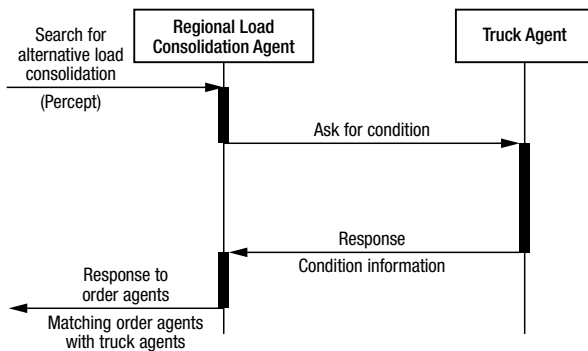 Search for
alternative load
consolidation
(Percept)
Regional Load
Consolidation Agent
Truck Agent
Ask for condition
Response
Condition information
Response to
order agents
Matching order agents
with truck agents